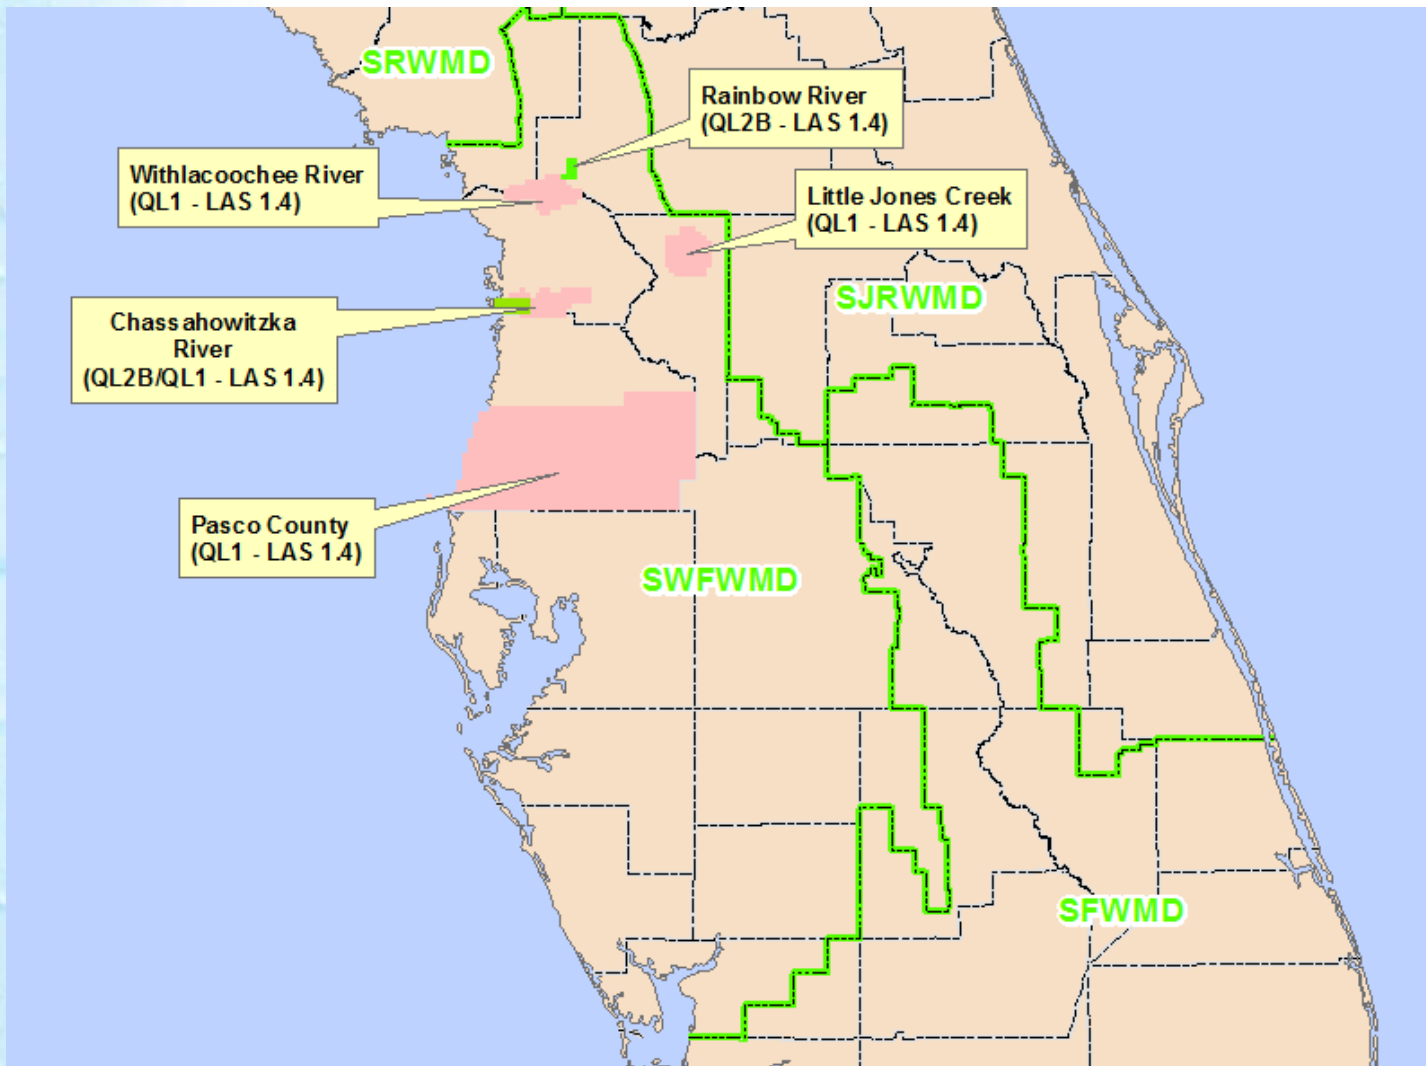 SRWMD
Rainbow River
(QL2B - LAS 1.4)
Withlacoochee River
(QL1 - LAS 1.4)
Little Jones Creek
(QL1 - LAS 1.4)
Chassahowitzka
River
(QL2B/QL1 - LAS 1.4)
SJRWMD
Pasco County
(QL1 - LAS 1.4)
SWFWMD
SFWMD